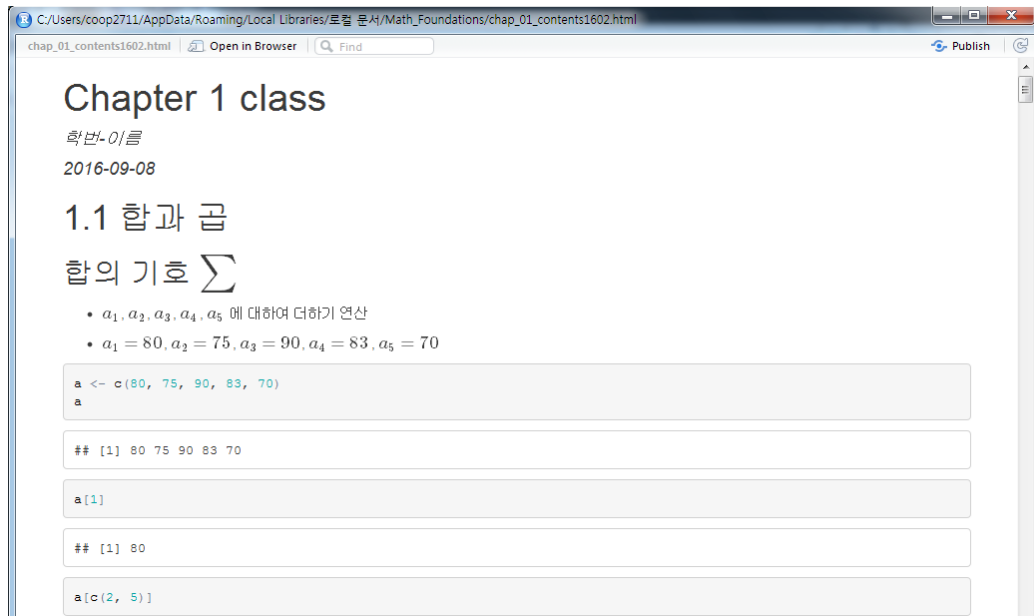 C:/Users/coop2711/AppData/Roaming/Local Libraries/로컬 문서/Math_Foundations/chap_01_contents1602.html
chap_01_contents1602.html Open in Browser Find Publish
Chapter 1 class
학번-이름
2016-09-08
1.1 합과 곱
합의 기호 ∑
• a₁, a₂, a₃, a₄, a₅ 에 대하여 더하기 연산
• a₁ = 80, a₂ = 75, a₃ = 90, a₄ = 83, a₅ = 70
a <- c(80, 75, 90, 83, 70)
a
## [1] 80 75 90 83 70
a[1]
## [1] 80
a[c(2, 5)]